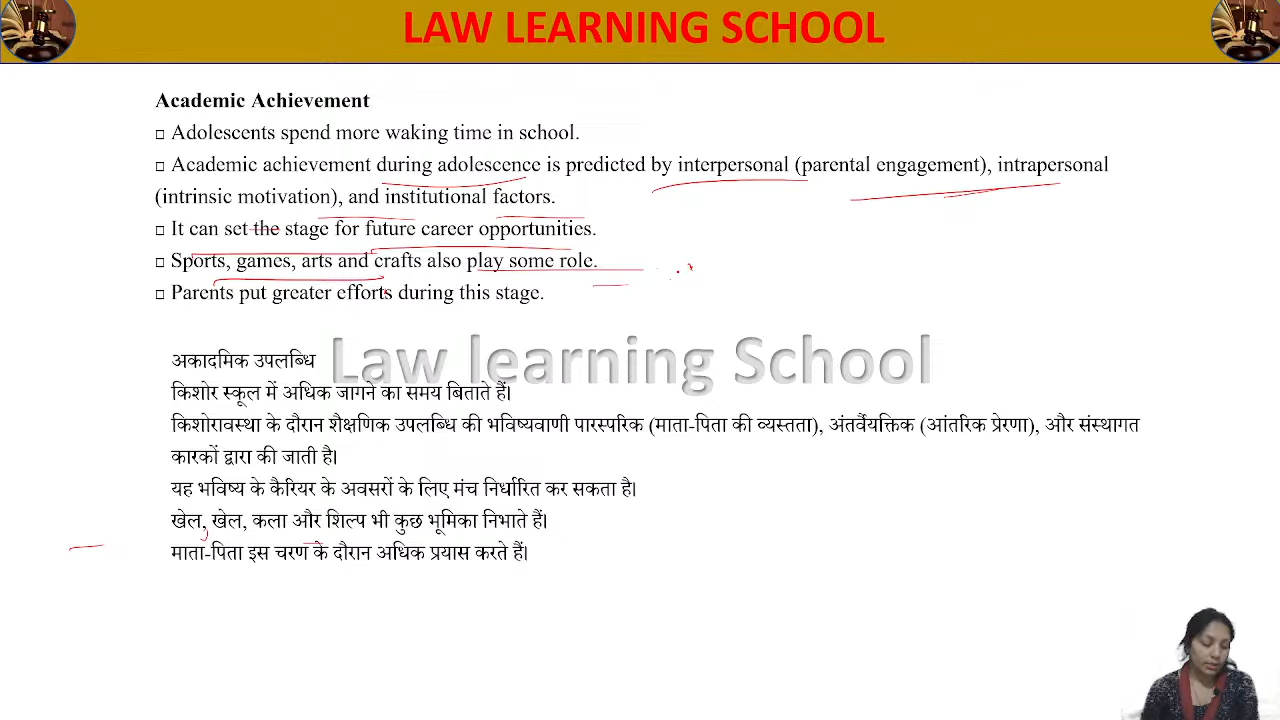 LAW LEARNING SCHOOL
Academic Achievement
□ Adolescents spend more waking time in school.
□ Academic achievement during adolescence is predicted by interpersonal (parental engagement), intrapersonal
(intrinsic motivation), and institutional factors.
□ It can set the stage for future career opportunities.
□ Sports, games, arts and crafts also play some role.
□ Parents put greater efforts during this stage.
Law learning School
अकादमिक उपलब्धि
किशोर स्कूल में अधिक जागने का समय बिताते हैं।
किशोरावस्था के दौरान शैक्षणिक उपलब्धि की भविष्यवाणी पारस्परिक (माता-पिता की व्यस्तता), अंतर्वैयक्तिक (आंतरिक प्रेरणा), और संस्थागत
कारकों द्वारा की जाती है।
यह भविष्य के कैरियर के अवसरों के लिए मंच निर्धारित कर सकता है।
खेल, खेल, कला और शिल्प भी कुछ भूमिका निभाते हैं।
माता-पिता इस चरण के दौरान अधिक प्रयास करते हैं।